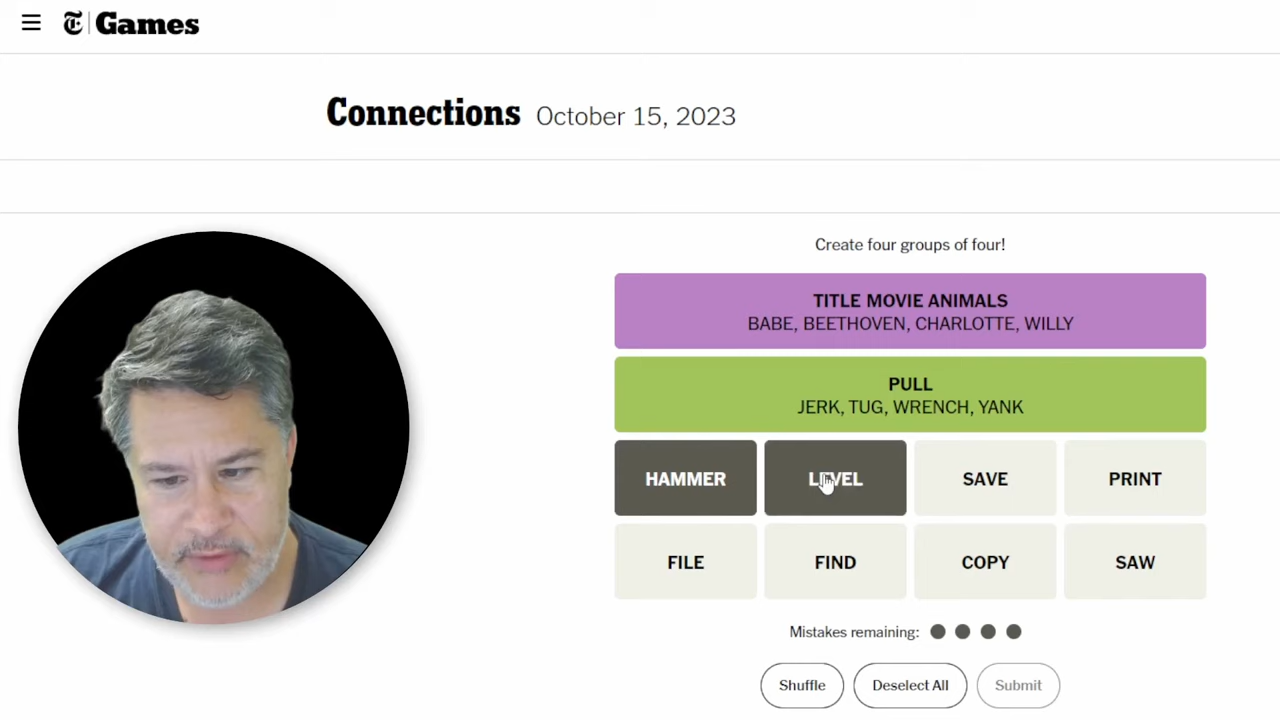 T Games
Connections October 15, 2023
Create four groups of four!
TITLE MOVIE ANIMALS
BABE, BEETHOVEN, CHARLOTTE, WILLY
PULL
JERK, TUG, WRENCH, YANK
HAMMER LEVEL SAVE PRINT
FILE FIND COPY SAW
Mistakes remaining:
Shuffle Deselect All Submit